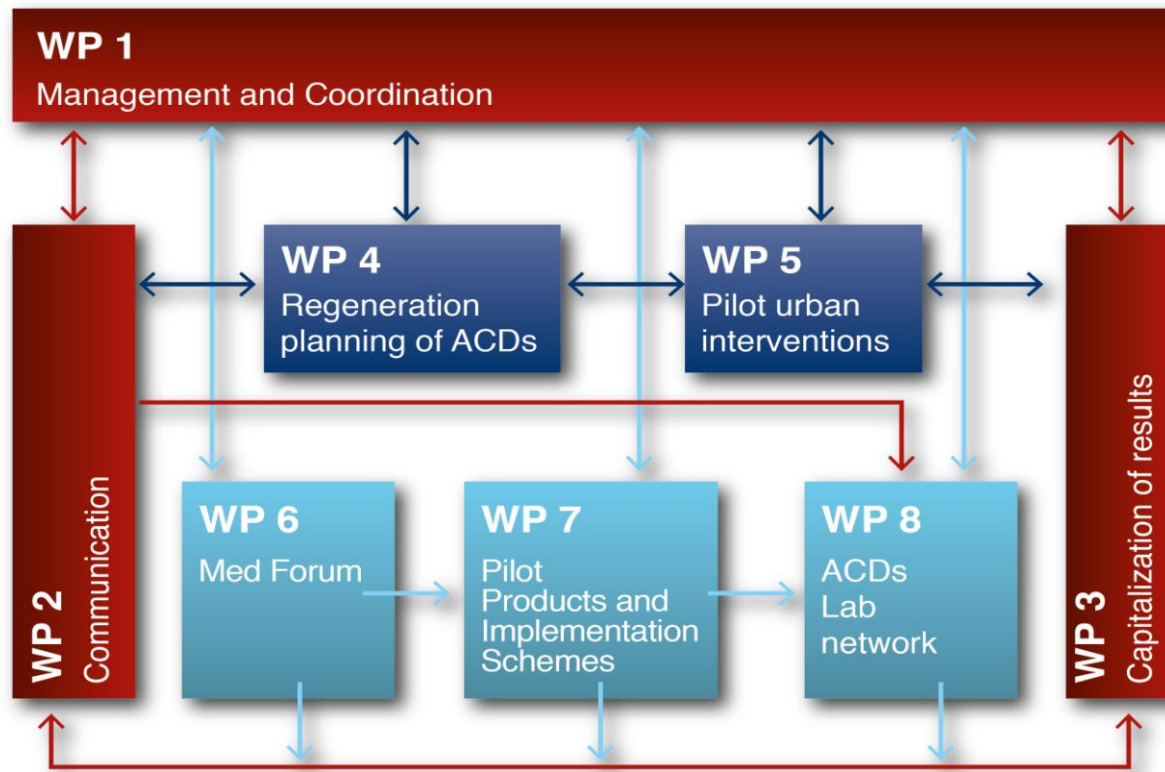 WP 1
Management and Coordination
WP 2
Communication
WP 4
Regeneration
planning of ACDs
WP 5
Pilot urban
interventions
WP 3
Capitalization of results
WP 6
Med Forum
WP 7
Pilot
Products and
Implementation
Schemes
WP 8
ACDs
Lab
network